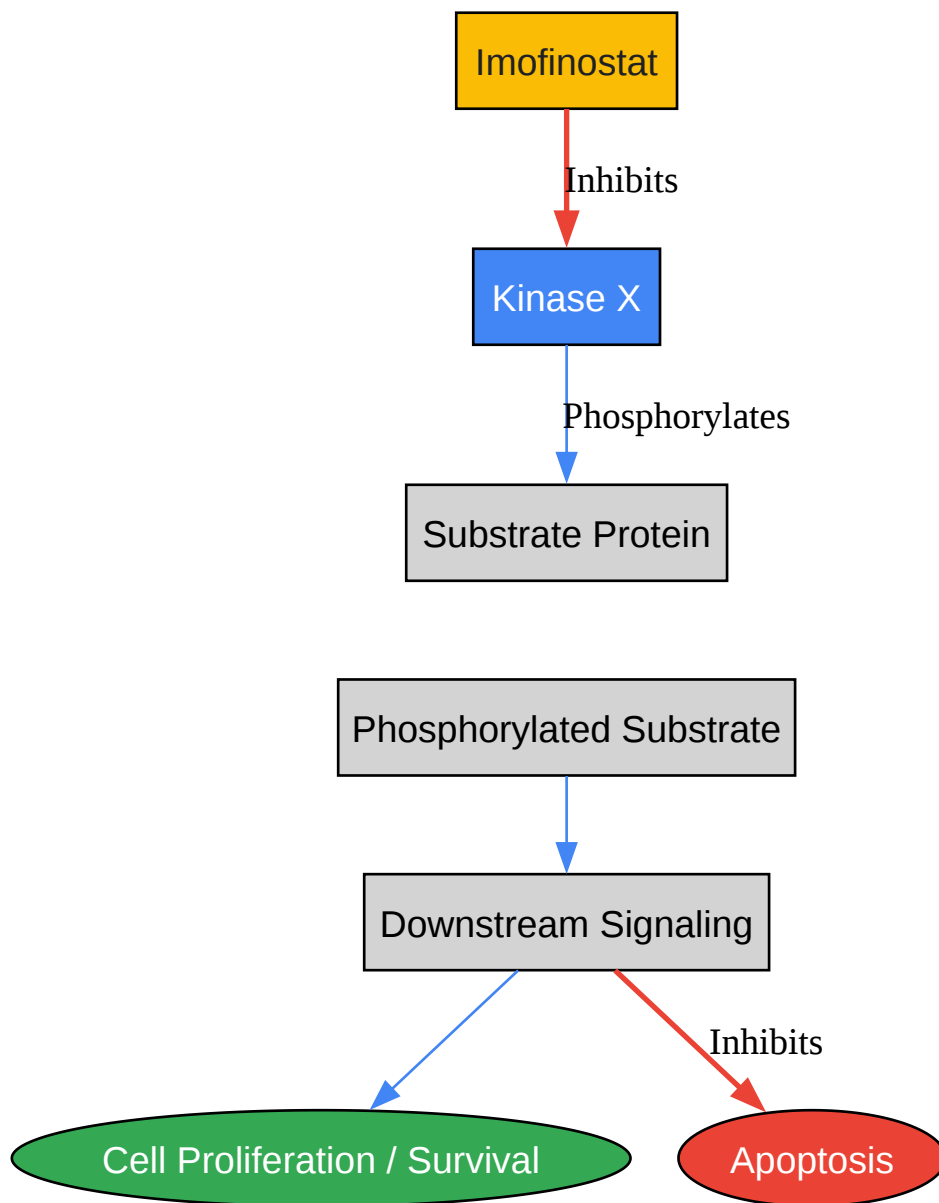 Imofinostat
Inhibits
Kinase X
Phosphorylates
Substrate Protein
Phosphorylated Substrate
Downstream Signaling
Inhibits
Cell Proliferation / Survival
Apoptosis